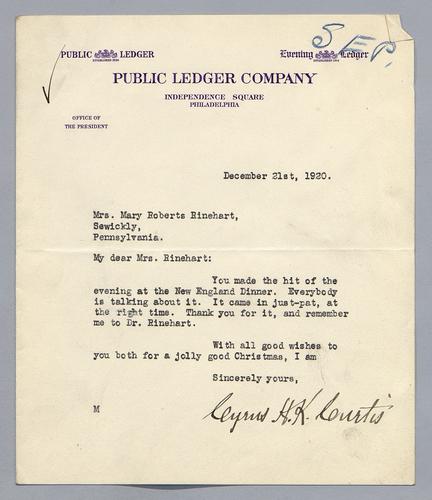 SEP.
PUBLIC LEDGER
Evening Ledger
PUBLIC LEDGER COMPANY
INDEPENDENCE SQUARE
PHILADELPHIA
OFFICE OF
THE PRESIDENT
December 21st, 1920.
Mrs. Mary Roberts Rinehart,
Sewickly,
Pennsylvania.
My dear Mrs. Rinehart:
You made the hit of the
evening at the New England Dinner. Everybody
is talking about it. It came in just-pat, at
the right time. Thank you for it, and remember
me to Dr. Rinehart.
With all good wishes to
you both for a jolly good Christmas, I am
Sincerely yours,
M
Cyrus H.K. Curtis